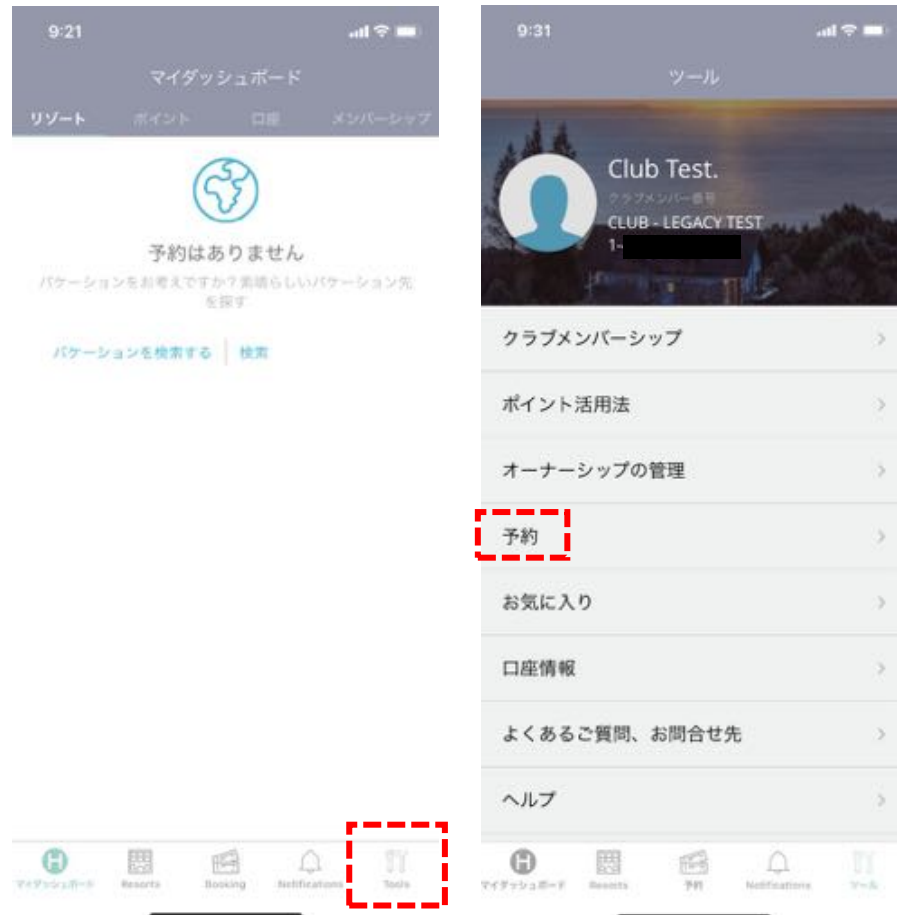 9:21
マイダッシュボード
リゾート ポイント 口座 メンバーシップ
予約はありません
バケーションをお考えですか?素晴らしいバケーション先
を探す
バケーションを検索する 検索
マイダッシュボード Resorts Booking Notifications Tools
9:31
ツール
Club Test.
クラブメンバー番号
CLUB - LEGACY TEST
1-
クラブメンバーシップ
ポイント活用法
オーナーシップの管理
予約
お気に入り
口座情報
よくあるご質問、お問合せ先
ヘルプ
マイダッシュボード Resorts 予約 Notifications ツール